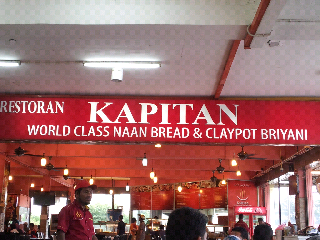 RESTORAN KAPITAN
WORLD CLASS NAAN BREAD & CLAYPOT BRIYANI